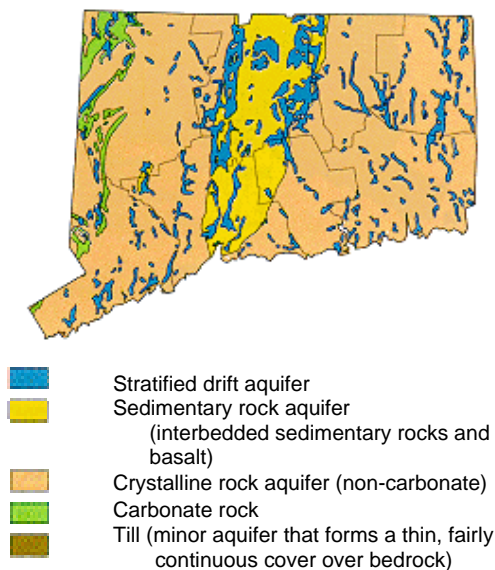 Stratified drift aquifer
Sedimentary rock aquifer
(interbedded sedimentary rocks and
basalt)
Crystalline rock aquifer (non-carbonate)
Carbonate rock
Till (minor aquifer that forms a thin, fairly
continuous cover over bedrock)